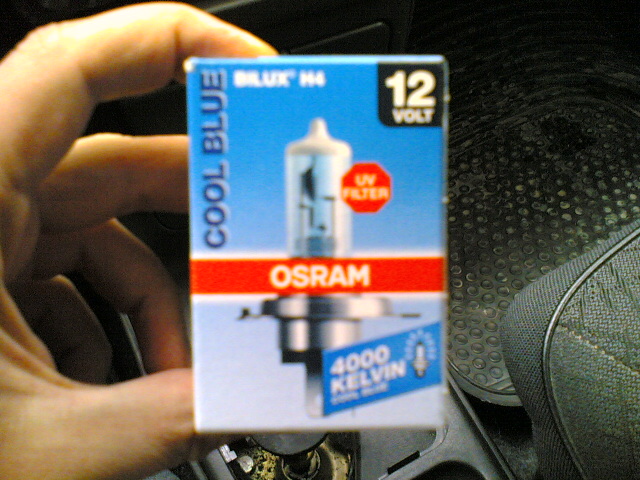 COOL BLUE
BILUX® H4
12
VOLT
UV
FILTER
OSRAM
4000
KELVIN
COOL BLUE